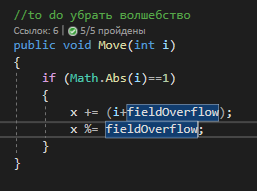 //to do убрать волшебство
Ссылок: 6 | 5/5 пройдены
public void Move(int i)
{
if (Math.Abs(i)==1)
{
x += (i+fieldOverflow);
x %= fieldOverflow;
}
}